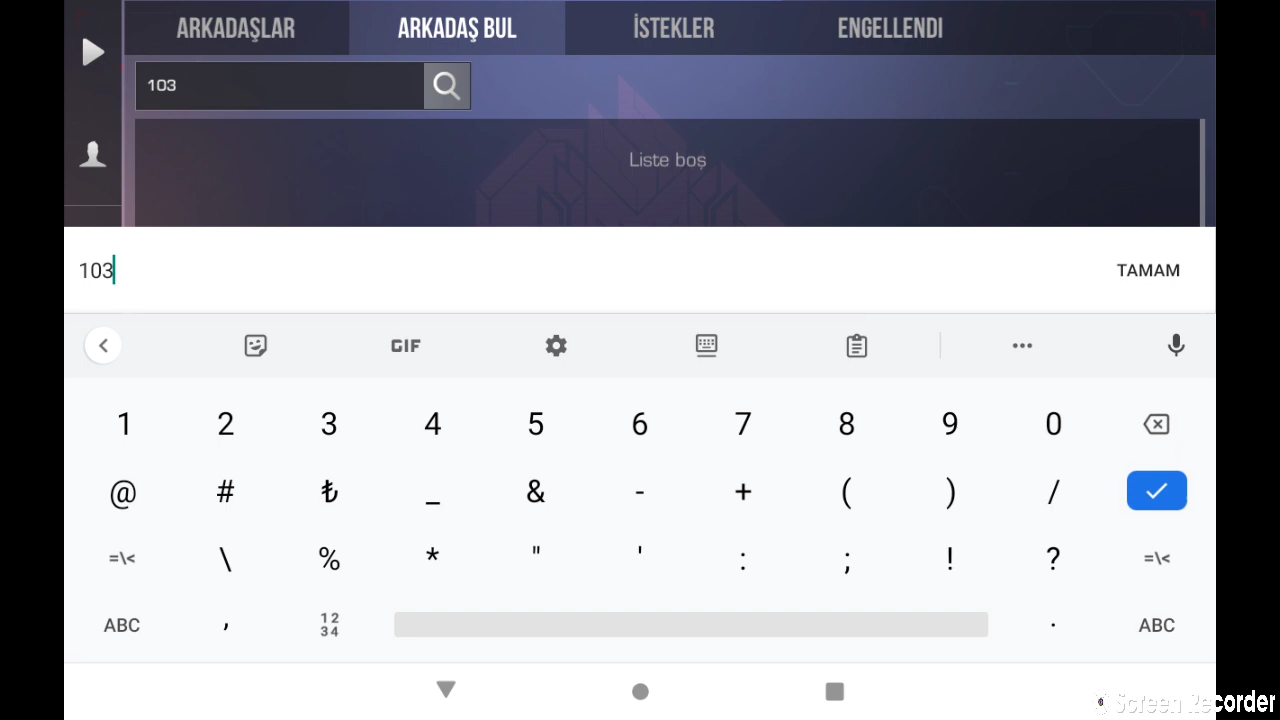 ARKADAŞLAR ARKADAŞ BUL İSTEKLER ENGELLENDI
103
Liste boş
103 TAMAM
GIF
1 2 3 4 5 6 7 8 9 0
@ # ₺ _ & - + ( ) /
=\< \ % * " ' : ; ! ? =\<
ABC , 12 34 . ABC
Screen Recorder